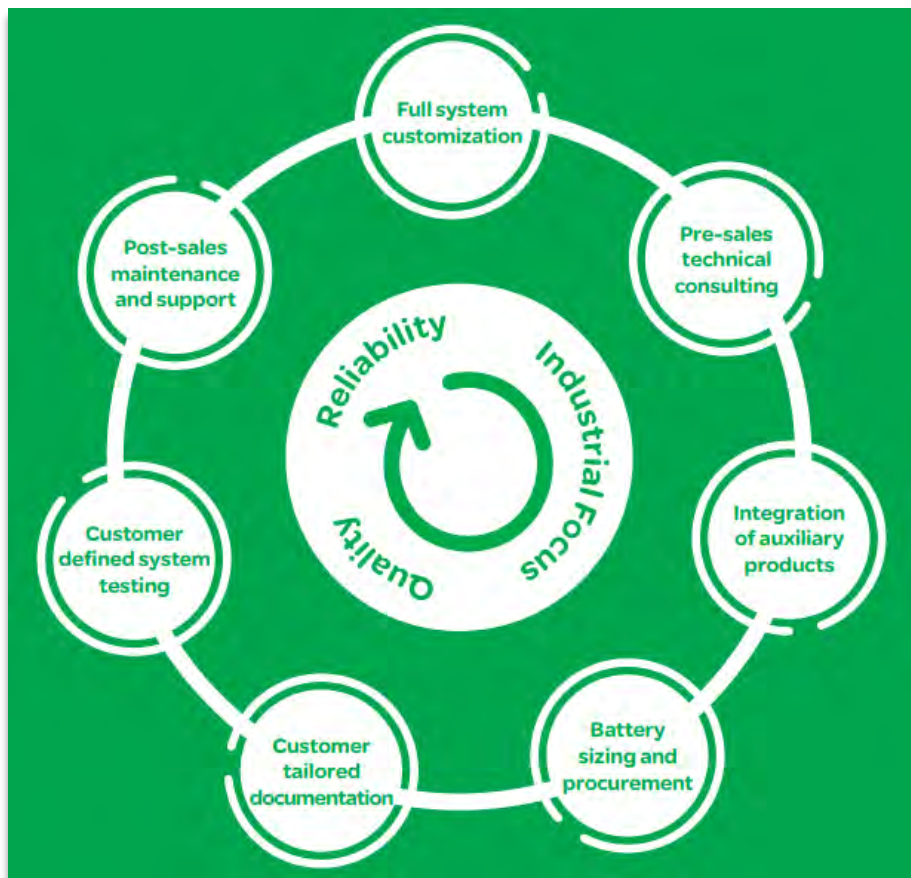 Full system
customization
Pre-sales
technical
consulting
Integration
of auxiliary
products
Battery
sizing and
procurement
Customer
tailored
documentation
Customer
defined system
testing
Post-sales
maintenance
and support
Reliability
Industrial Focus
Quality